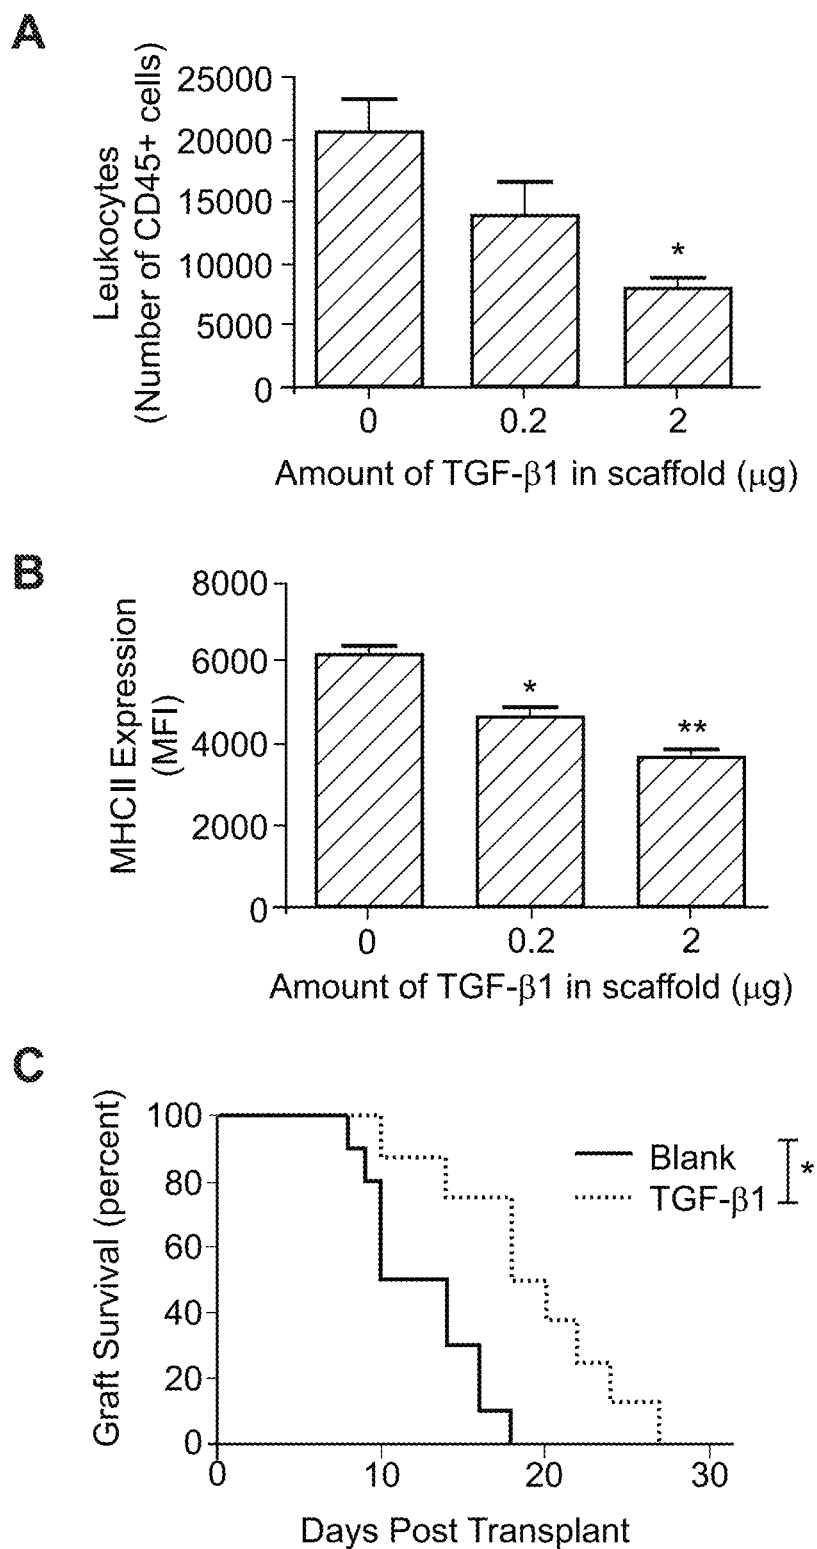 A
Leukocytes
(Number of CD45+ cells)
25000
20000
15000
10000
5000
0
*
0 0.2 2
Amount of TGF-β1 in scaffold (μg)
B
MHCII Expression
(MFI)
8000
6000
4000
2000
0
*
**
0 0.2 2
Amount of TGF-β1 in scaffold (μg)
C
Graft Survival (percent)
100
80
60
40
20
0
Blank
TGF-β1
*
0 10 20 30
Days Post Transplant